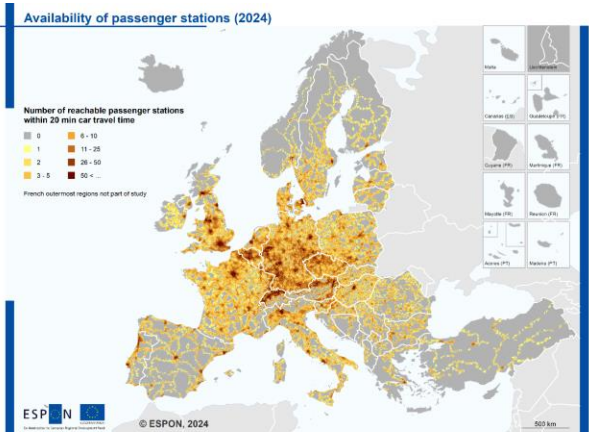 Availability of passenger stations (2024)
Number of reachable passenger stations
within 20 min car travel time
0
6 - 10
1
11 - 25
2
26 - 50
3 - 5
50 < ...
French outermost regions not part of study
Malta
Liechtenstein
Canarias (ES)
Guadeloupe (FR)
Guyane (FR)
Martinique (FR)
Mayotte (FR)
Reunion (FR)
Acores (PT)
Madeira (PT)
ESPON
© ESPON, 2024
500 km